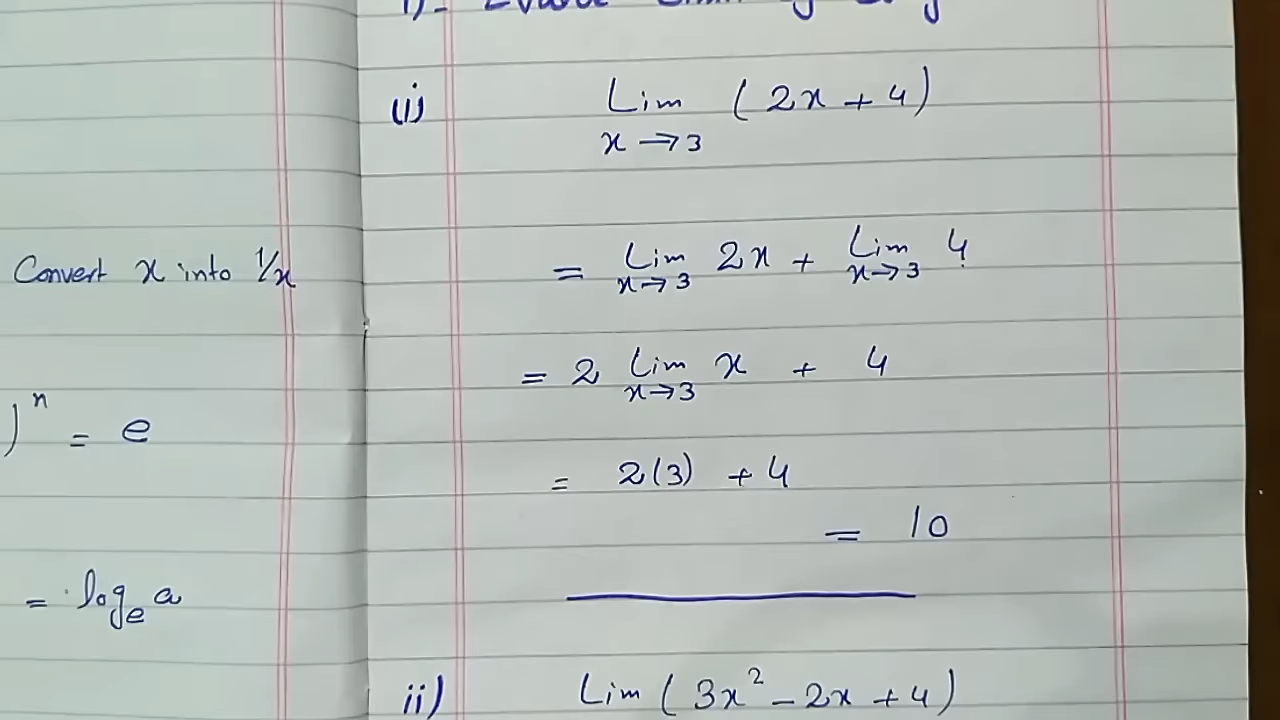 Convert x into 1/x
)ⁿ = e
= logₑ a
(i) Lim (2x + 4)
x → 3
= Lim 2x + Lim 4
x→3 x→3
= 2 Lim x + 4
x→3
= 2(3) + 4
= 10
ii) Lim (3x² - 2x + 4)